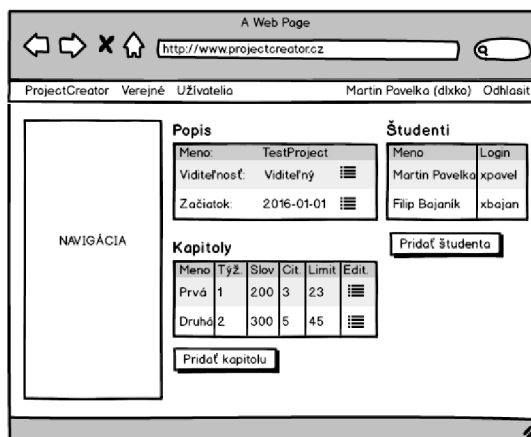 A Web Page
http://www.projectcreator.cz
ProjectCreator Verejné Užívatelia Martin Pavelka (dlxko) Odhlasit
NAVIGÁCIA
Popis
Meno: TestProject
Viditeľnosť: Viditeľný
Začiatok: 2016-01-01
Kapitoly
Meno Týž. Slov Cit. Limit Edit.
Prvá 1 200 3 23
Druhá 2 300 5 45
Pridať kapitolu
Študenti
Meno Login
Martin Pavelka xpavel
Filip Bajaník xbajan
Pridať študenta